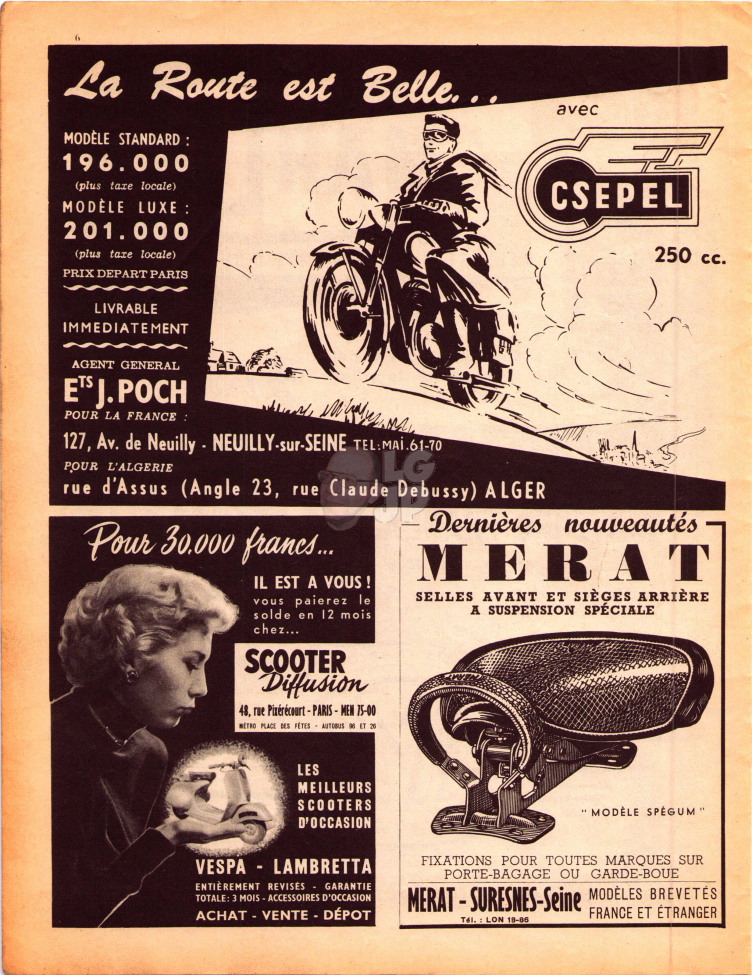 6
La Route est Belle...
MODÈLE STANDARD :
196.000
(plus taxe locale)
MODÈLE LUXE :
201.000
(plus taxe locale)
PRIX DEPART PARIS
LIVRABLE
IMMEDIATEMENT
AGENT GENERAL
ETS J. POCH
POUR LA FRANCE :
127, Av. de Neuilly - NEUILLY-sur-SEINE TEL: MAI. 61-70
POUR L'ALGERIE
rue d'Assus (Angle 23, rue Claude Debussy) ALGER
avec
CSEPEL
250 cc.
LG
JP
Pour 30.000 francs...
IL EST A VOUS !
vous paierez le
solde en 12 mois
chez...
SCOOTER
Diffusion
48, rue Pixérécourt - PARIS - MEN 75-00
MÉTRO PLACE DES FÊTES - AUTOBUS 96 ET 26
LES
MEILLEURS
SCOOTERS
D'OCCASION
VESPA - LAMBRETTA
ENTIÈREMENT REVISÉS - GARANTIE
TOTALE : 3 MOIS - ACCESSOIRES D'OCCASION
ACHAT - VENTE - DÉPOT
Dernières nouveautés
MERAT
SELLES AVANT ET SIÈGES ARRIÈRE
A SUSPENSION SPÉCIALE
"MODÈLE SPÉGUM"
FIXATIONS POUR TOUTES MARQUES SUR
PORTE-BAGAGE OU GARDE-BOUE
MERAT - SURESNES-Seine
Tél. : LON 18-86
MODÈLES BREVETÉS
FRANCE ET ÉTRANGER